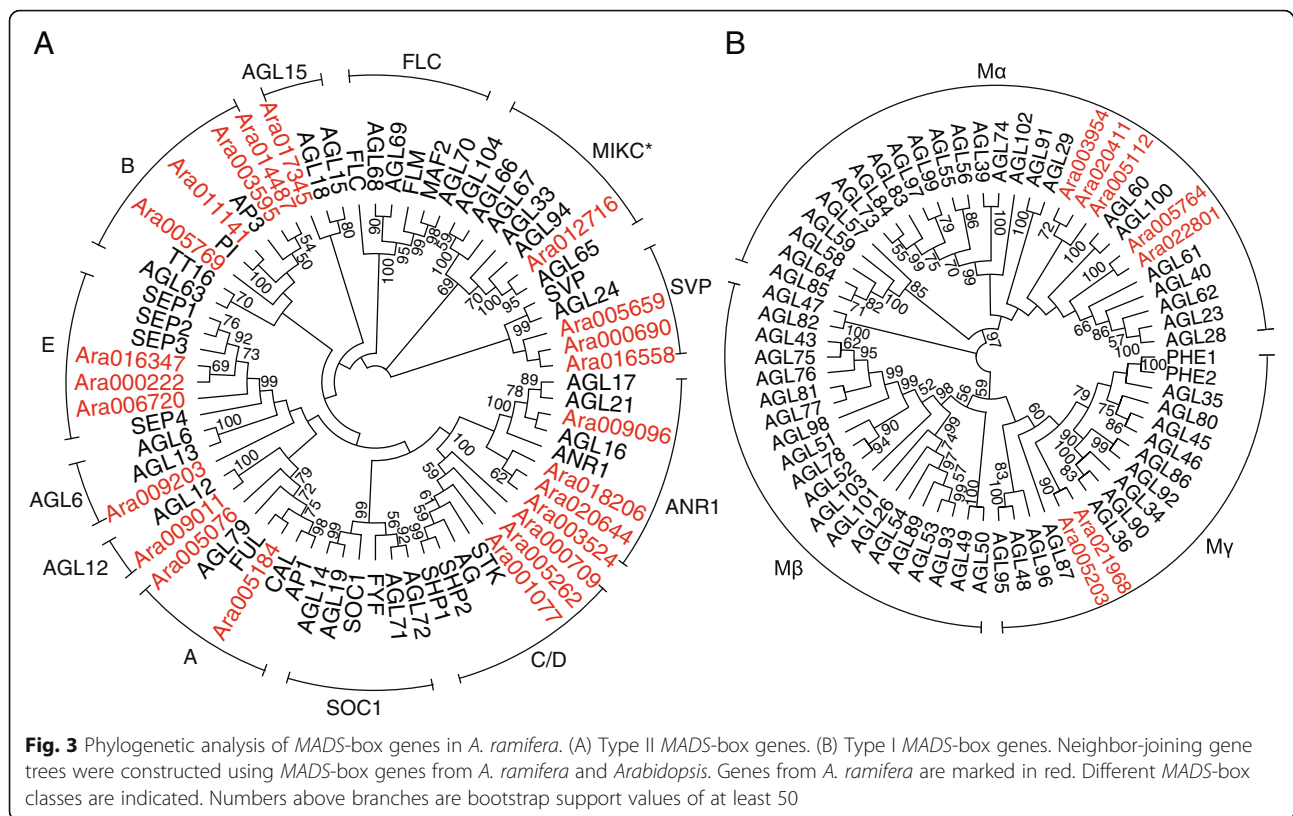 A
AGL15
FLC
MIKC*
SVP
ANR1
C/D
SOC1
A
AGL12
AGL6
E
B
Ara017345
AGL18
AGL15
FLC
AGL68
AGL69
FLM
MAF2
AGL70
AGL104
AGL66
AGL67
AGL33
AGL94
Ara012716
AGL65
SVP
AGL24
Ara005659
Ara000690
Ara016558
AGL17
AGL21
Ara009096
AGL16
ANR1
Ara018206
Ara020644
Ara003524
Ara000709
Ara005262
Ara001077
STK
AG
SHP2
SHP1
AGL72
AGL71
FYF
SOC1
AGL19
AGL14
AP1
CAL
Ara005184
FUL
AGL79
Ara005076
Ara009011
AGL12
Ara009203
AGL13
AGL6
SEP4
Ara006720
Ara000222
Ara016347
SEP3
SEP2
SEP1
AGL63
TT16
Ara005769
PI
Ara011141
AP3
Ara003595
Ara014487
B
Mα
Mγ
Mβ
AGL74
AGL102
AGL91
AGL29
Ara003954
Ara020411
Ara005112
AGL60
AGL100
Ara005764
Ara022801
AGL61
AGL40
AGL62
AGL23
AGL28
PHE1
PHE2
AGL35
AGL80
AGL45
AGL46
AGL86
AGL92
AGL34
AGL90
AGL36
Ara021968
Ara005203
AGL87
AGL96
AGL48
AGL95
AGL50
AGL49
AGL93
AGL53
AGL89
AGL54
AGL26
AGL101
AGL103
AGL52
AGL78
AGL51
AGL98
AGL77
AGL81
AGL76
AGL75
AGL43
AGL82
AGL47
AGL85
AGL64
AGL59
AGL58
AGL57
AGL73
AGL84
AGL83
AGL97
AGL99
AGL55
AGL56
AGL39
Fig. 3 Phylogenetic analysis of MADS-box genes in A. ramifera. (A) Type II MADS-box genes. (B) Type I MADS-box genes. Neighbor-joining gene
trees were constructed using MADS-box genes from A. ramifera and Arabidopsis. Genes from A. ramifera are marked in red. Different MADS-box
classes are indicated. Numbers above branches are bootstrap support values of at least 50